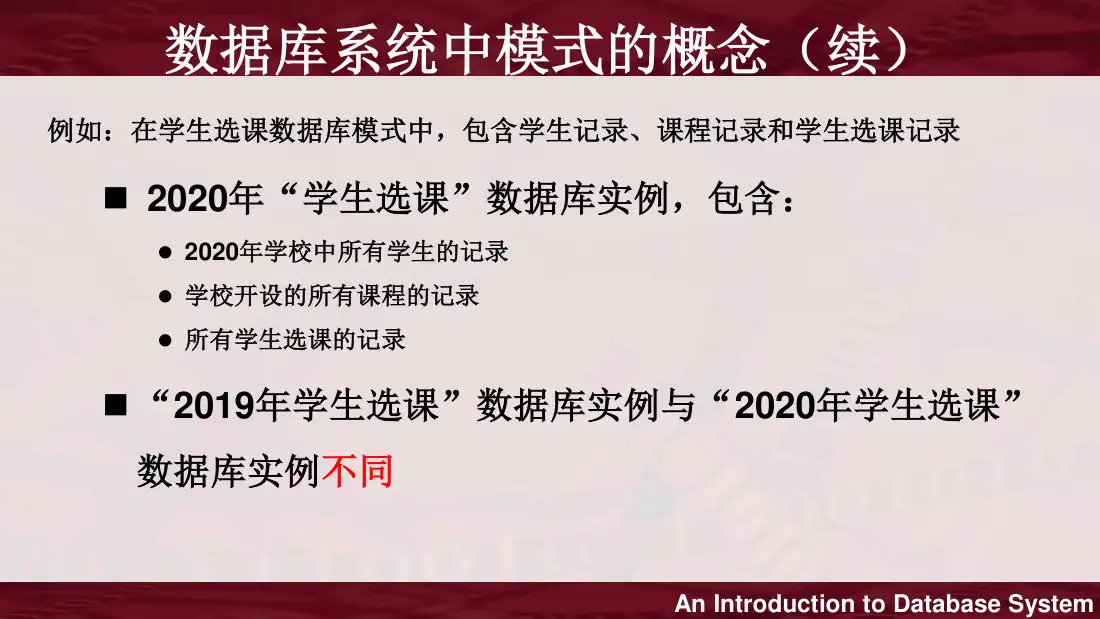 数据库系统中模式的概念（续）
例如：在学生选课数据库模式中，包含学生记录、课程记录和学生选课记录
■ 2020年“学生选课”数据库实例，包含：
● 2020年学校中所有学生的记录
● 学校开设的所有课程的记录
● 所有学生选课的记录
■ “2019年学生选课”数据库实例与“2020年学生选课”
数据库实例不同
An Introduction to Database System